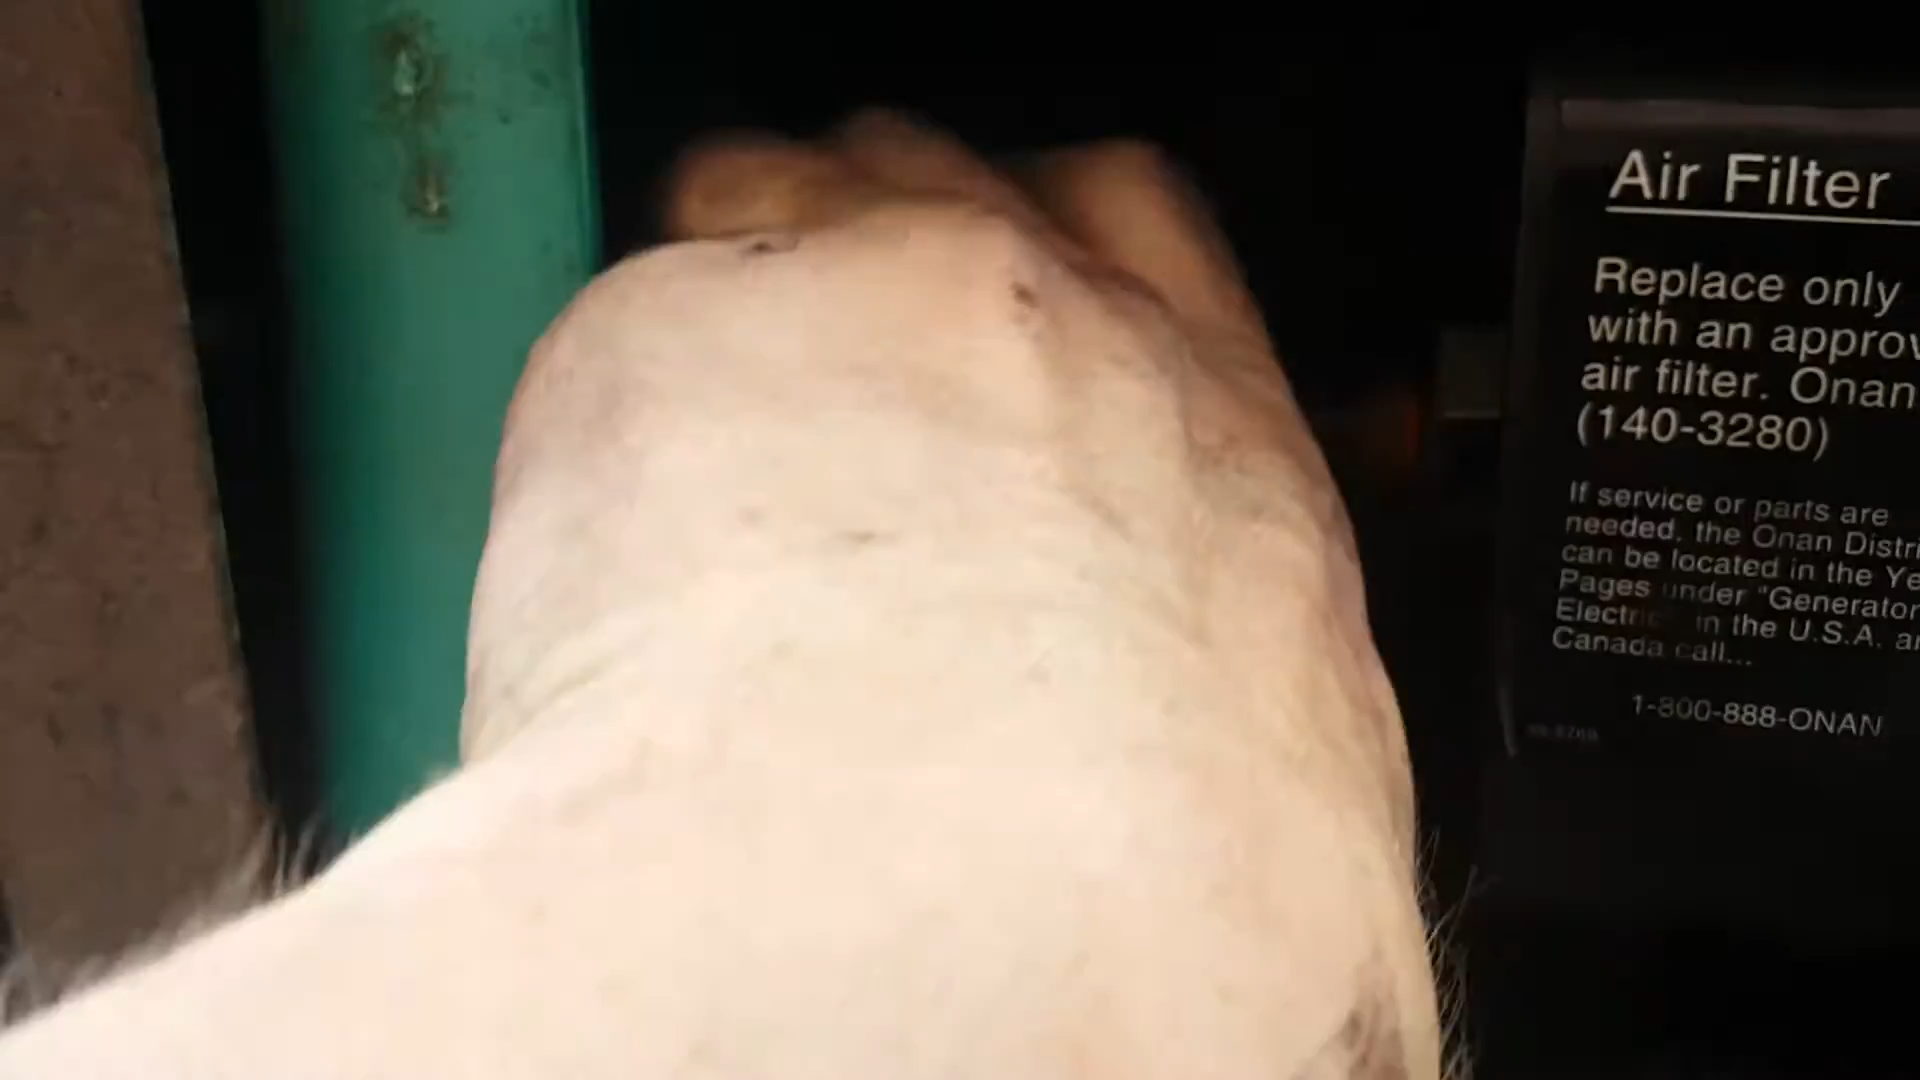 Air Filter
Replace only
with an approv
air filter. Onan
(140-3280)
If service or parts are
needed, the Onan Distri
can be located in the Ye
Pages under "Generator
Electric in the U.S.A. an
Canada call...
1-800-888-ONAN